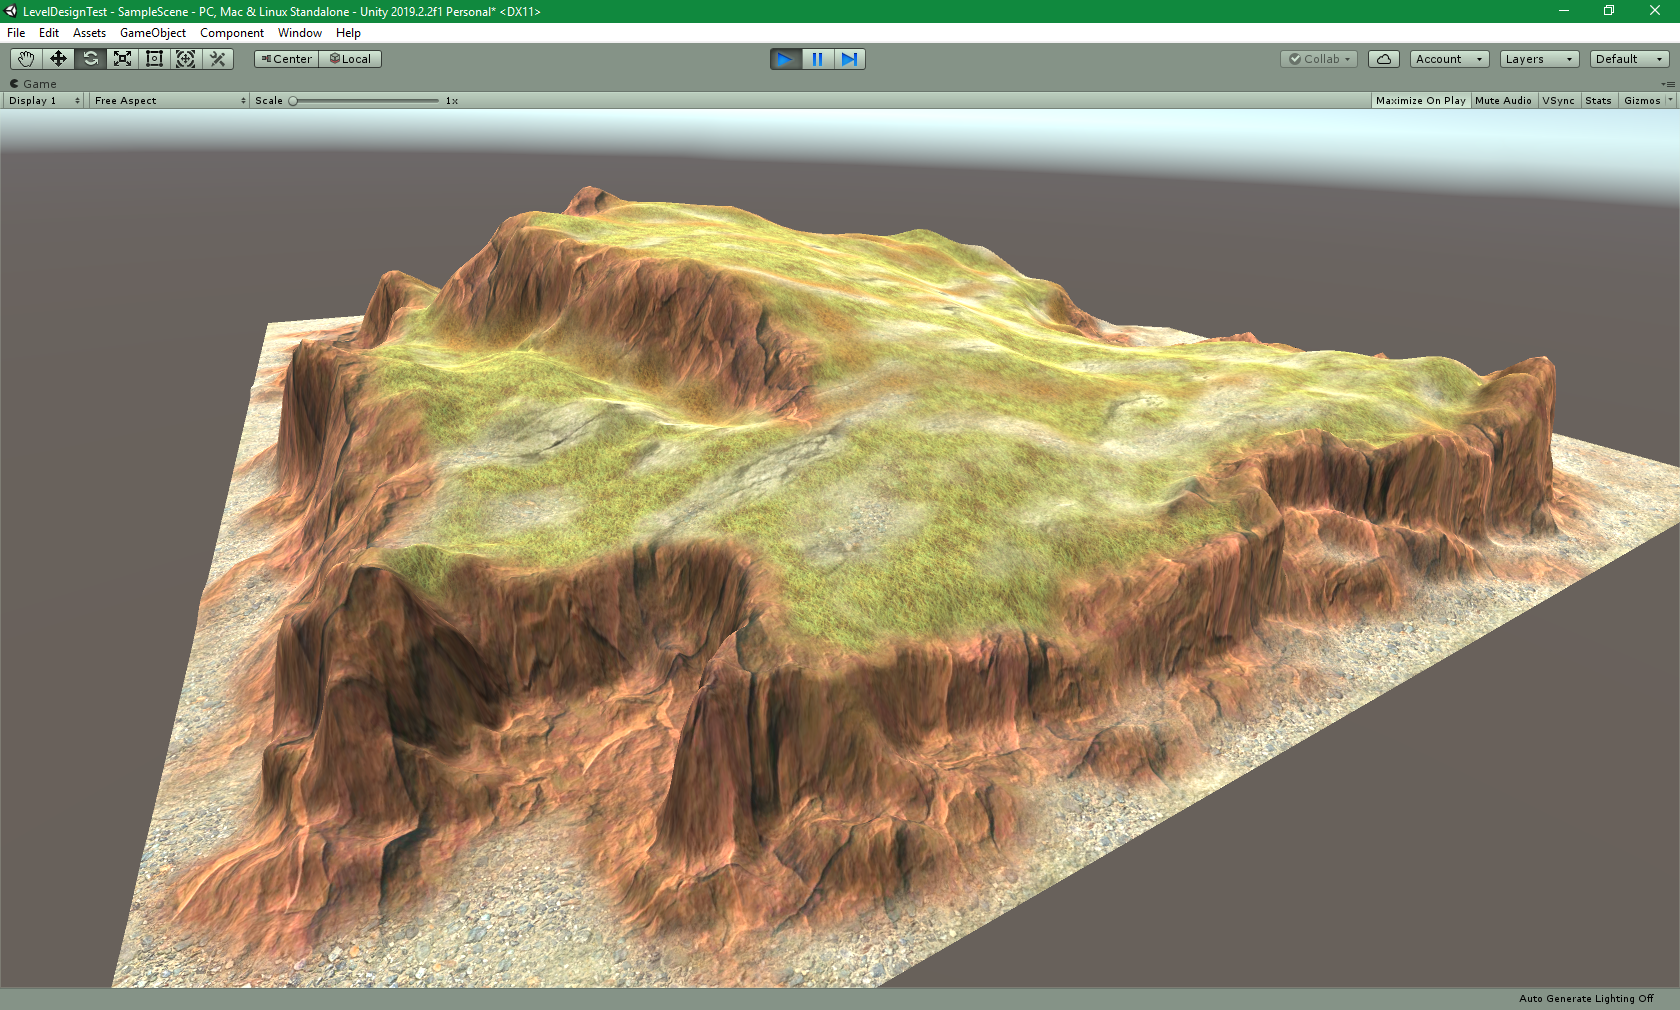 LevelDesignTest - SampleScene - PC, Mac & Linux Standalone - Unity 2019.2.2f1 Personal* <DX11>
File Edit Assets GameObject Component Window Help
Center Local Collab Account Layers Default
Game
Display 1 Free Aspect Scale 1x Maximize On Play Mute Audio VSync Stats Gizmos
Auto Generate Lighting Off